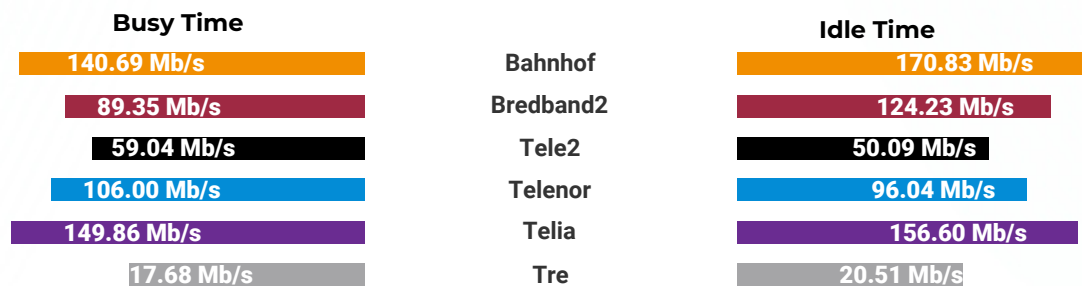 Busy Time
Idle Time
140.69 Mb/s Bahnhof 170.83 Mb/s
89.35 Mb/s Bredband2 124.23 Mb/s
59.04 Mb/s Tele2 50.09 Mb/s
106.00 Mb/s Telenor 96.04 Mb/s
149.86 Mb/s Telia 156.60 Mb/s
17.68 Mb/s Tre 20.51 Mb/s